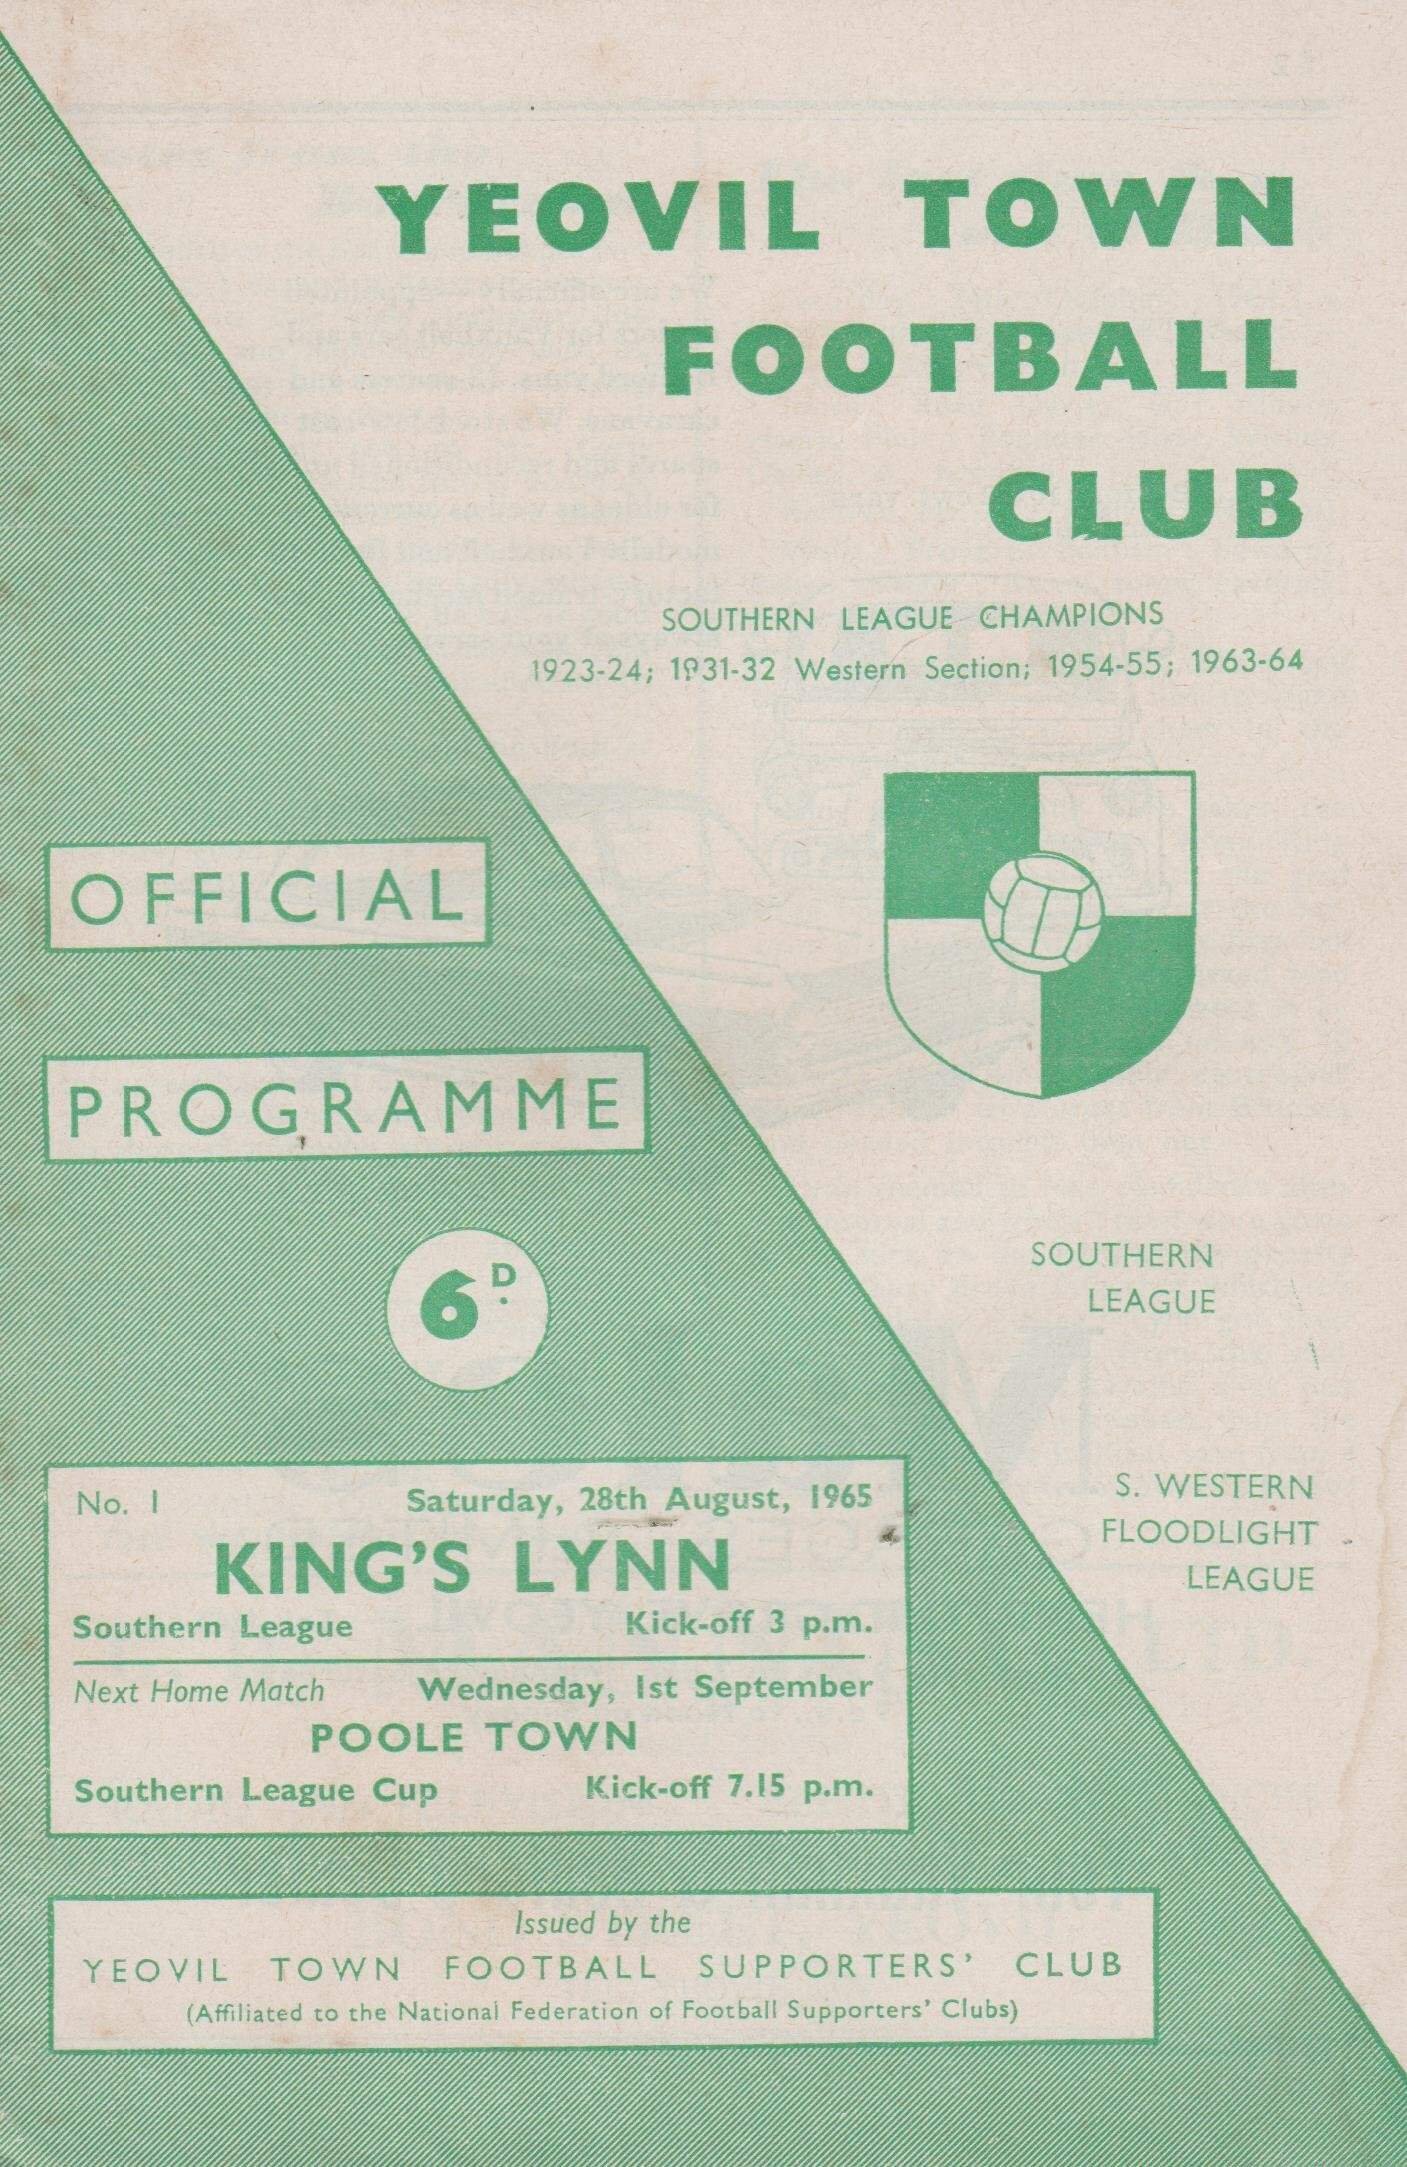 YEOVIL TOWN
FOOTBALL
CLUB
SOUTHERN LEAGUE CHAMPIONS
1923-24; 1931-32 Western Section; 1954-55; 1963-64
OFFICIAL
PROGRAMME
6D.
SOUTHERN
LEAGUE
S. WESTERN
FLOODLIGHT
LEAGUE
No. 1 Saturday, 28th August, 1965
KING'S LYNN
Southern League Kick-off 3 p.m.
Next Home Match Wednesday, 1st September
POOLE TOWN
Southern League Cup Kick-off 7.15 p.m.
Issued by the
YEOVIL TOWN FOOTBALL SUPPORTERS' CLUB
(Affiliated to the National Federation of Football Supporters' Clubs)